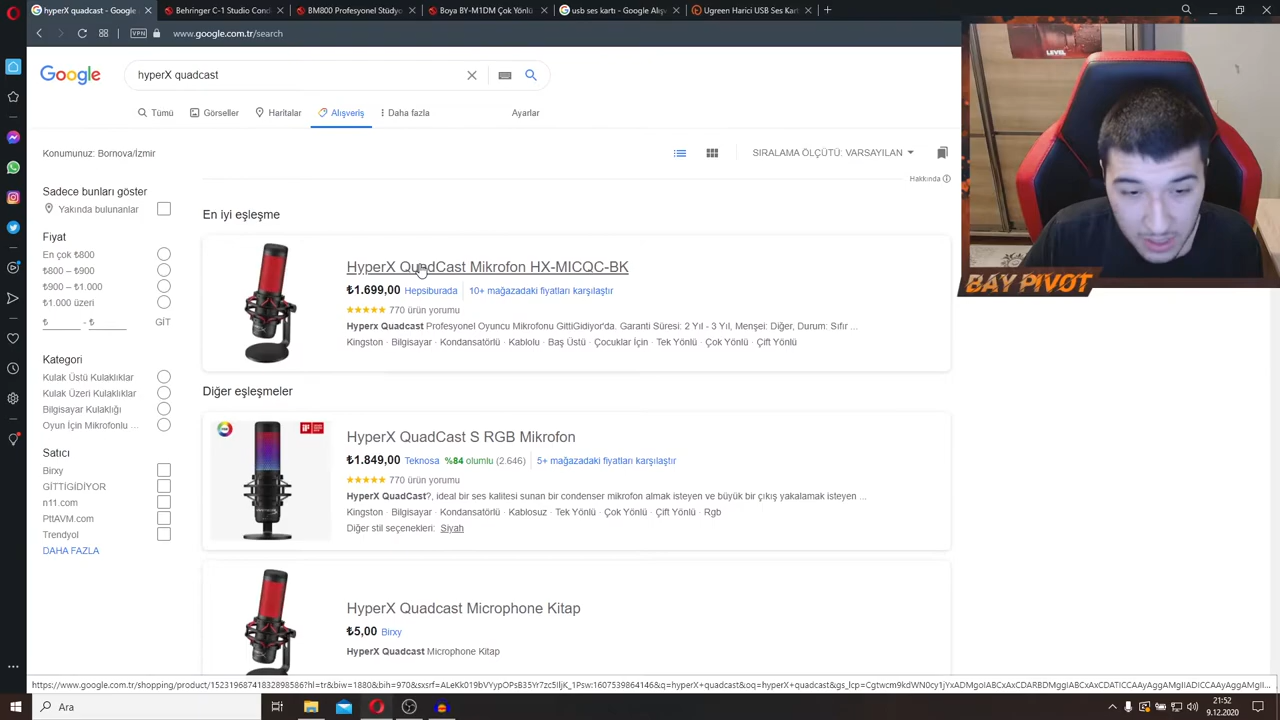 hyperX quadcast - Google A
Behringer C-1 Studio Cond
BM800 Profesyonel Stüdyo
Boya BY-M1DM Yönlü
usb ses kartı - Google Alışve
Ugreen Harici USB Ses Kart
VPN
www.google.com.tr/search
Google
hyperX quadcast
Tümü
Görseller
Haritalar
Alışveriş
Daha fazla
Ayarlar
Konumunuz: Bornova/İzmir
SIRALAMA ÖLÇÜTÜ: VARSAYILAN
Hakkında
Sadece bunları göster
Yakında bulunanlar
Fiyat
En çok ₺800
₺800 – ₺900
₺900 – ₺1.000
₺1.000 üzeri
₺ - ₺ GİT
Kategori
Kulak Üstü Kulaklıklar
Kulak Üzeri Kulaklıklar
Bilgisayar Kulaklığı
Oyun İçin Mikrofonlu ...
Satıcı
Birxy
GİTTİGİDİYOR
n11.com
PttAVM.com
Trendyol
DAHA FAZLA
En iyi eşleşme
HyperX QuadCast Mikrofon HX-MICQC-BK
₺1.699,00 Hepsiburada 10+ mağazadaki fiyatları karşılaştır
770 ürün yorumu
Hyperx Quadcast Profesyonel Oyuncu Mikrofonu GittiGidiyor'da. Garanti Süresi: 2 Yıl - 3 Yıl, Menşei: Diğer, Durum: Sıfır ...
Kingston · Bilgisayar · Kondansatörlü · Kablolu · Baş Üstü · Çocuklar İçin · Tek Yönlü · Çok Yönlü · Çift Yönlü
Diğer eşleşmeler
HyperX QuadCast S RGB Mikrofon
₺1.849,00 Teknosa %84 olumlu (2.646) 5+ mağazadaki fiyatları karşılaştır
770 ürün yorumu
HyperX QuadCast?, ideal bir ses kalitesi sunan bir condenser mikrofon almak isteyen ve büyük bir çıkış yakalamak isteyen ...
Kingston · Bilgisayar · Kondansatörlü · Kablosuz · Tek Yönlü · Çok Yönlü · Çift Yönlü · Rgb
Diğer stil seçenekleri: Siyah
HyperX Quadcast Microphone Kitap
₺5,00 Birxy
HyperX Quadcast Microphone Kitap
LEVEL
BAY PIVOT
Ara
21:52
9.12.2020